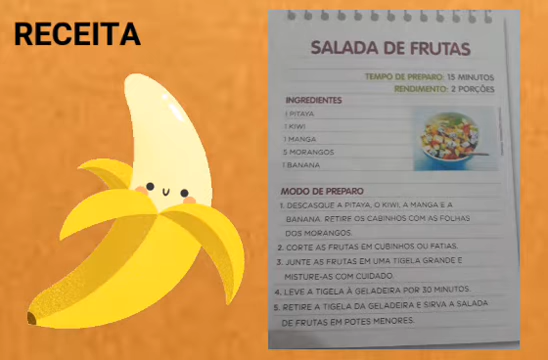 RECEITA
SALADA DE FRUTAS
TEMPO DE PREPARO: 15 MINUTOS
RENDIMENTO: 2 PORÇÕES
INGREDIENTES
1 PITAYA
1 KIWI
1 MANGA
5 MORANGOS
1 BANANA
MODO DE PREPARO
1. DESCASQUE A PITAYA, O KIWI, A MANGA E A
BANANA. RETIRE OS CABINHOS COM AS FOLHAS
DOS MORANGOS.
2. CORTE AS FRUTAS EM CUBINHOS OU FATIAS.
3. JUNTE AS FRUTAS EM UMA TIGELA GRANDE E
MISTURE-AS COM CUIDADO.
4. LEVE A TIGELA À GELADEIRA POR 30 MINUTOS.
5. RETIRE A TIGELA DA GELADEIRA E SIRVA A SALADA
DE FRUTAS EM POTES MENORES.